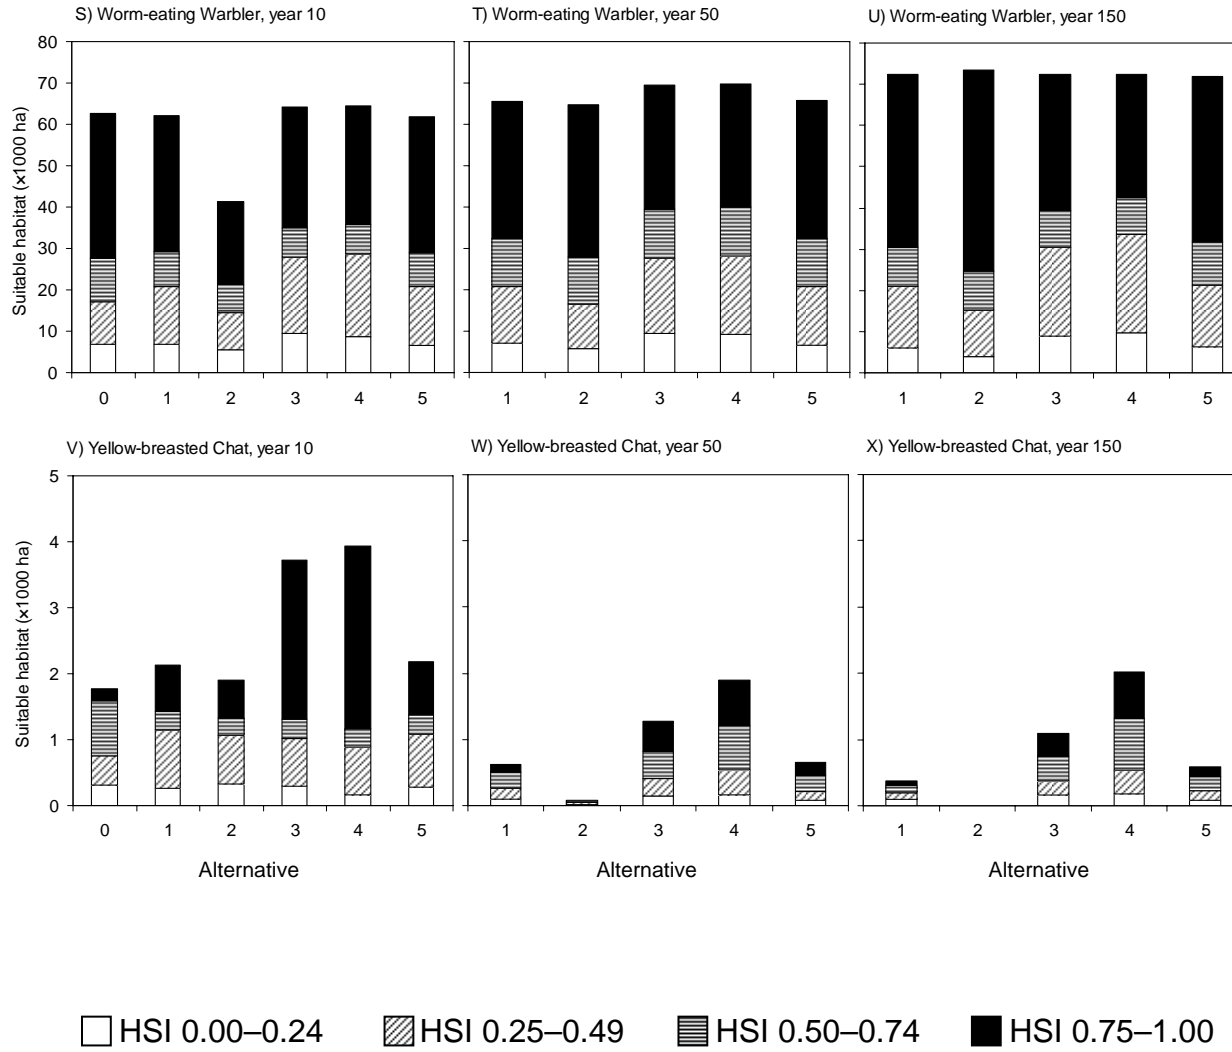 S) Worm-eating Warbler, year 10
T) Worm-eating Warbler, year 50
U) Worm-eating Warbler, year 150
Suitable habitat (×1000 ha)
80
70
60
50
40
30
20
10
0
0 1 2 3 4 5
1 2 3 4 5
1 2 3 4 5
V) Yellow-breasted Chat, year 10
W) Yellow-breasted Chat, year 50
X) Yellow-breasted Chat, year 150
Suitable habitat (×1000 ha)
5
4
3
2
1
0
0 1 2 3 4 5
1 2 3 4 5
1 2 3 4 5
Alternative
Alternative
Alternative
HSI 0.00–0.24
HSI 0.25–0.49
HSI 0.50–0.74
HSI 0.75–1.00